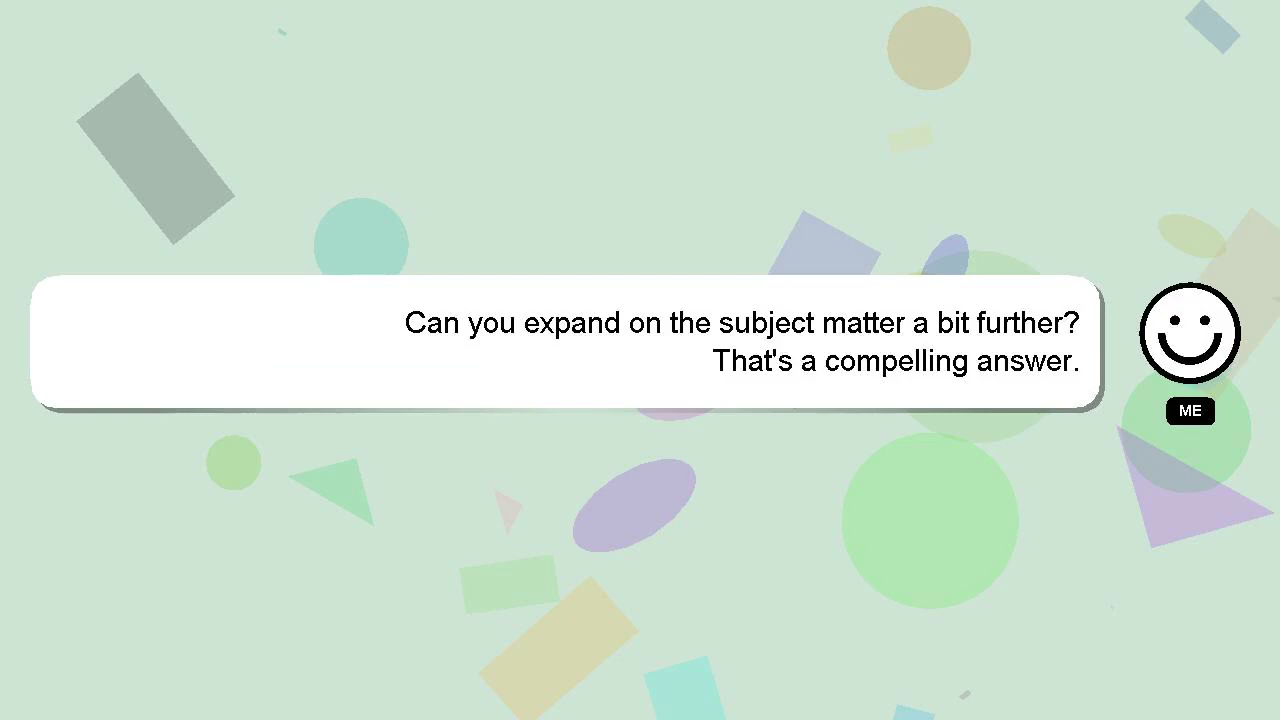 Can you expand on the subject matter a bit further?
That's a compelling answer.
ME